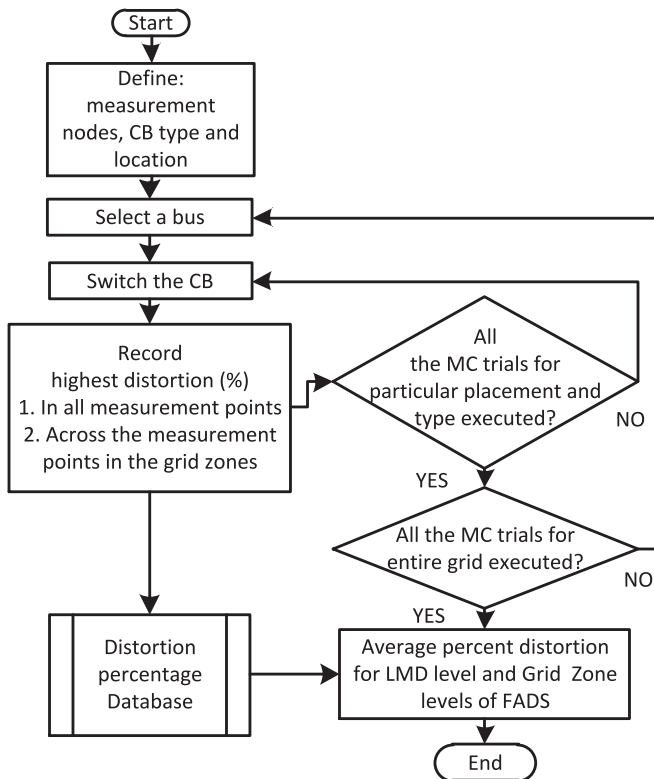 Start
Define:
measurement
nodes, CB type and
location
Select a bus
Switch the CB
Record
highest distortion (%)
1. In all measurement points
2. Across the measurement
points in the grid zones
All
the MC trials for
particular placement and
type executed?
NO
YES
All the MC trials for
entire grid executed?
NO
YES
Distortion
percentage
Database
Average percent distortion
for LMD level and Grid Zone
levels of FADS
End